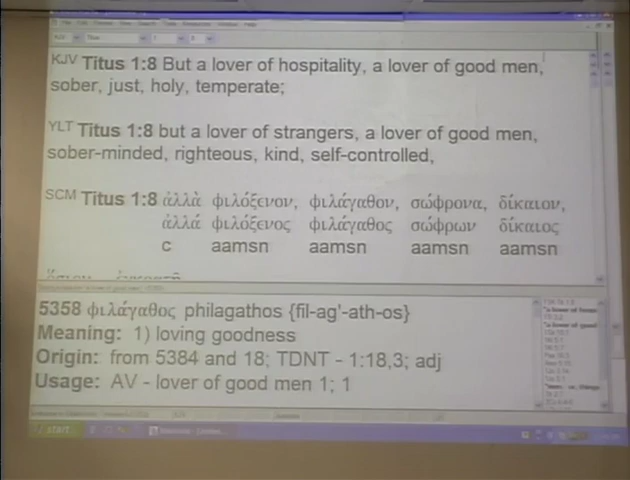 KJV Titus 1:8 But a lover of hospitality, a lover of good men,
sober, just, holy, temperate;
YLT Titus 1:8 but a lover of strangers, a lover of good men,
sober-minded, righteous, kind, self-controlled,
SCM Titus 1:8 ἀλλὰ φιλόξενον, φιλάγαθον, σώφρονα, δίκαιον,
ἀλλά φιλόξενος φιλάγαθος σώφρων δίκαιος
c aamsn aamsn aamsn aamsn
5358 φιλάγαθος philagathos {fil-ag'-ath-os}
Meaning: 1) loving goodness
Origin: from 5384 and 18; TDNT - 1:18,3; adj
Usage: AV - lover of good men 1; 1
start